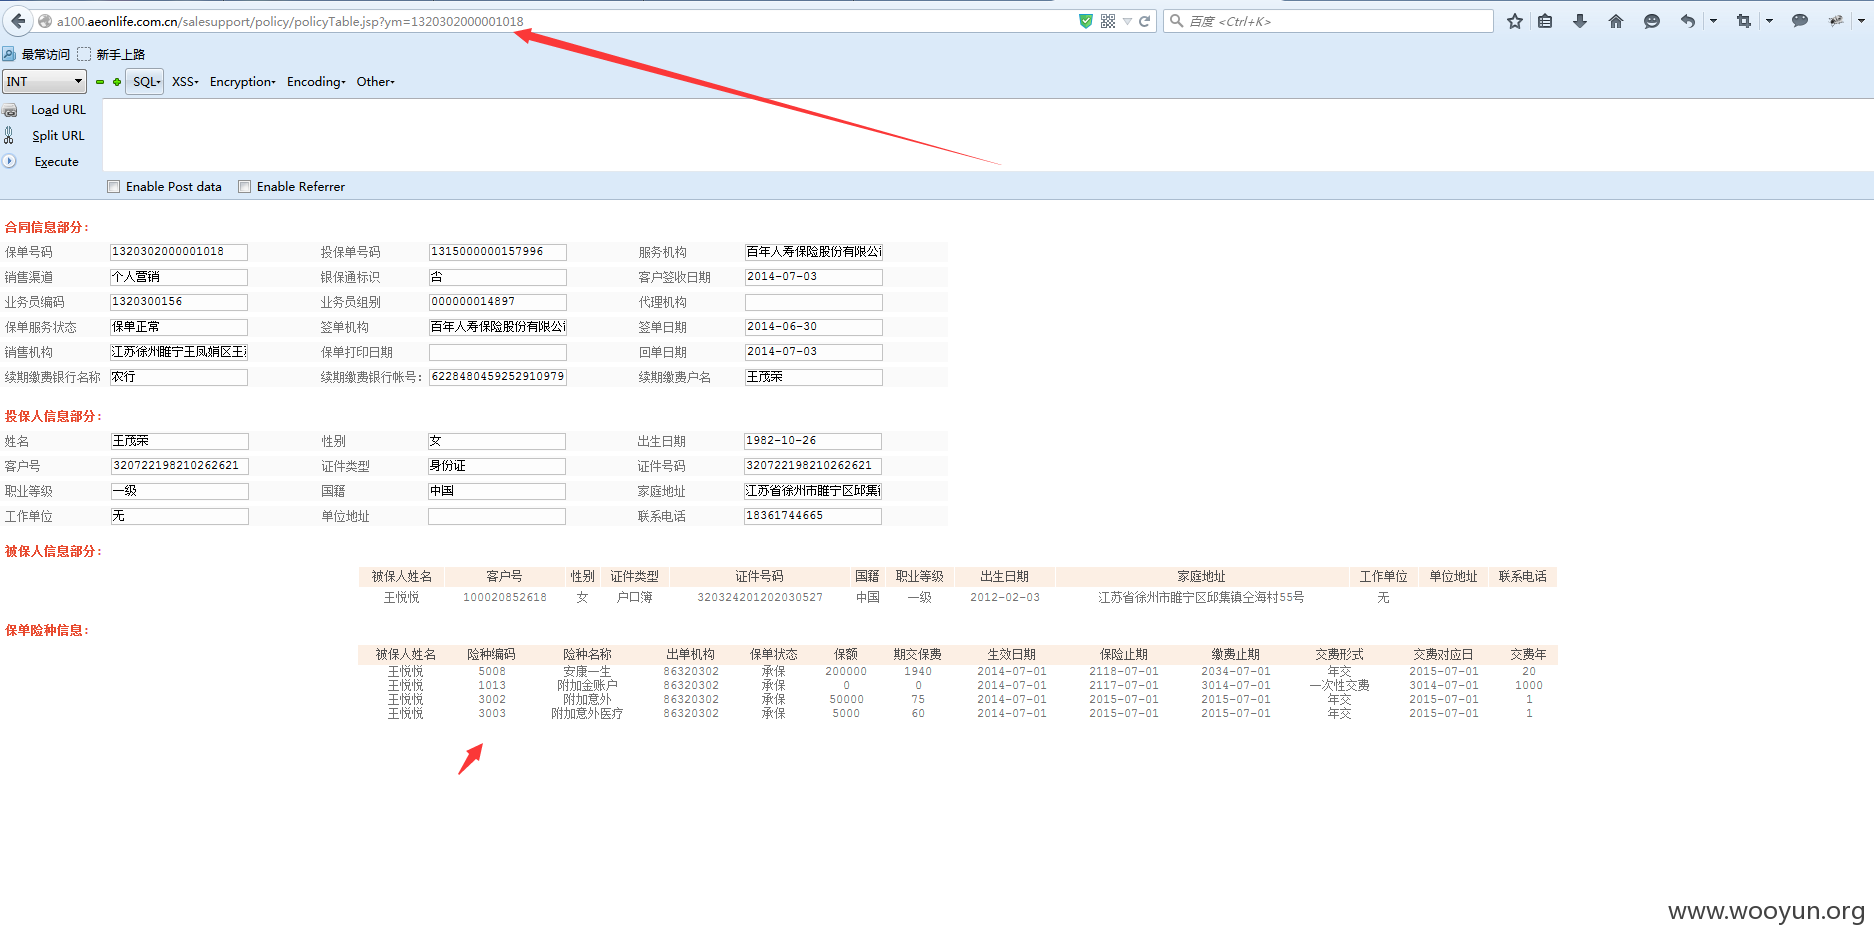 a100.aeonlife.com.cn/salesupport/policy/policyTable.jsp?ym=1320302000001018 百度 <Ctrl+K>
最常访问 新手上路
INT SQL XSS Encryption Encoding Other
Load URL
Split URL
Execute
Enable Post data Enable Referrer
合同信息部分：
保单号码 1320302000001018 投保单号码 1315000000157996 服务机构 百年人寿保险股份有限公
销售渠道 个人营销 银保通标识 否 客户签收日期 2014-07-03
业务员编码 1320300156 业务员组别 000000014897 代理机构
保单服务状态 保单正常 签单机构 百年人寿保险股份有限公 签单日期 2014-06-30
销售机构 江苏徐州睢宁王凤娟区王 保单打印日期 回单日期 2014-07-03
续期缴费银行名称 农行 续期缴费银行帐号： 6228480459252910979 续期缴费户名 王茂荣
投保人信息部分：
姓名 王茂荣 性别 女 出生日期 1982-10-26
客户号 320722198210262621 证件类型 身份证 证件号码 320722198210262621
职业等级 一级 国籍 中国 家庭地址 江苏省徐州市睢宁区邱集
工作单位 无 单位地址 联系电话 18361744665
被保人信息部分：
被保人姓名 客户号 性别 证件类型 证件号码 国籍 职业等级 出生日期 家庭地址 工作单位 单位地址 联系电话
王悦悦 100020852618 女 户口簿 320324201202030527 中国 一级 2012-02-03 江苏省徐州市睢宁区邱集镇仝海村55号 无
保单险种信息：
被保人姓名 险种编码 险种名称 出单机构 保单状态 保额 期交保费 生效日期 保险止期 缴费止期 交费形式 交费对应日 交费年
王悦悦 5008 安康一生 86320302 承保 200000 1940 2014-07-01 2118-07-01 2034-07-01 年交 2015-07-01 20
王悦悦 1013 附加金账户 86320302 承保 0 0 2014-07-01 2117-07-01 3014-07-01 一次性交费 3014-07-01 1000
王悦悦 3002 附加意外 86320302 承保 50000 75 2014-07-01 2015-07-01 2015-07-01 年交 2015-07-01 1
王悦悦 3003 附加意外医疗 86320302 承保 5000 60 2014-07-01 2015-07-01 2015-07-01 年交 2015-07-01 1
www.wooyun.org